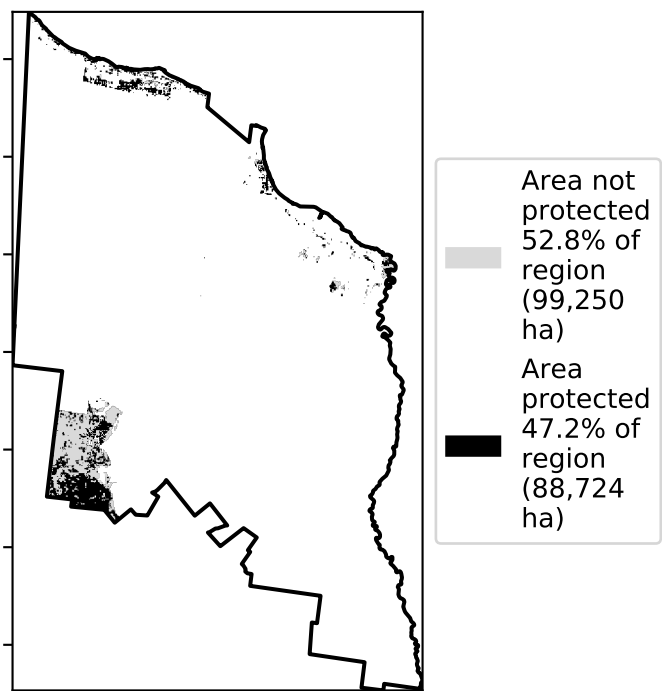 Area not
protected
52.8% of
region
(99,250
ha)
Area
protected
47.2% of
region
(88,724
ha)